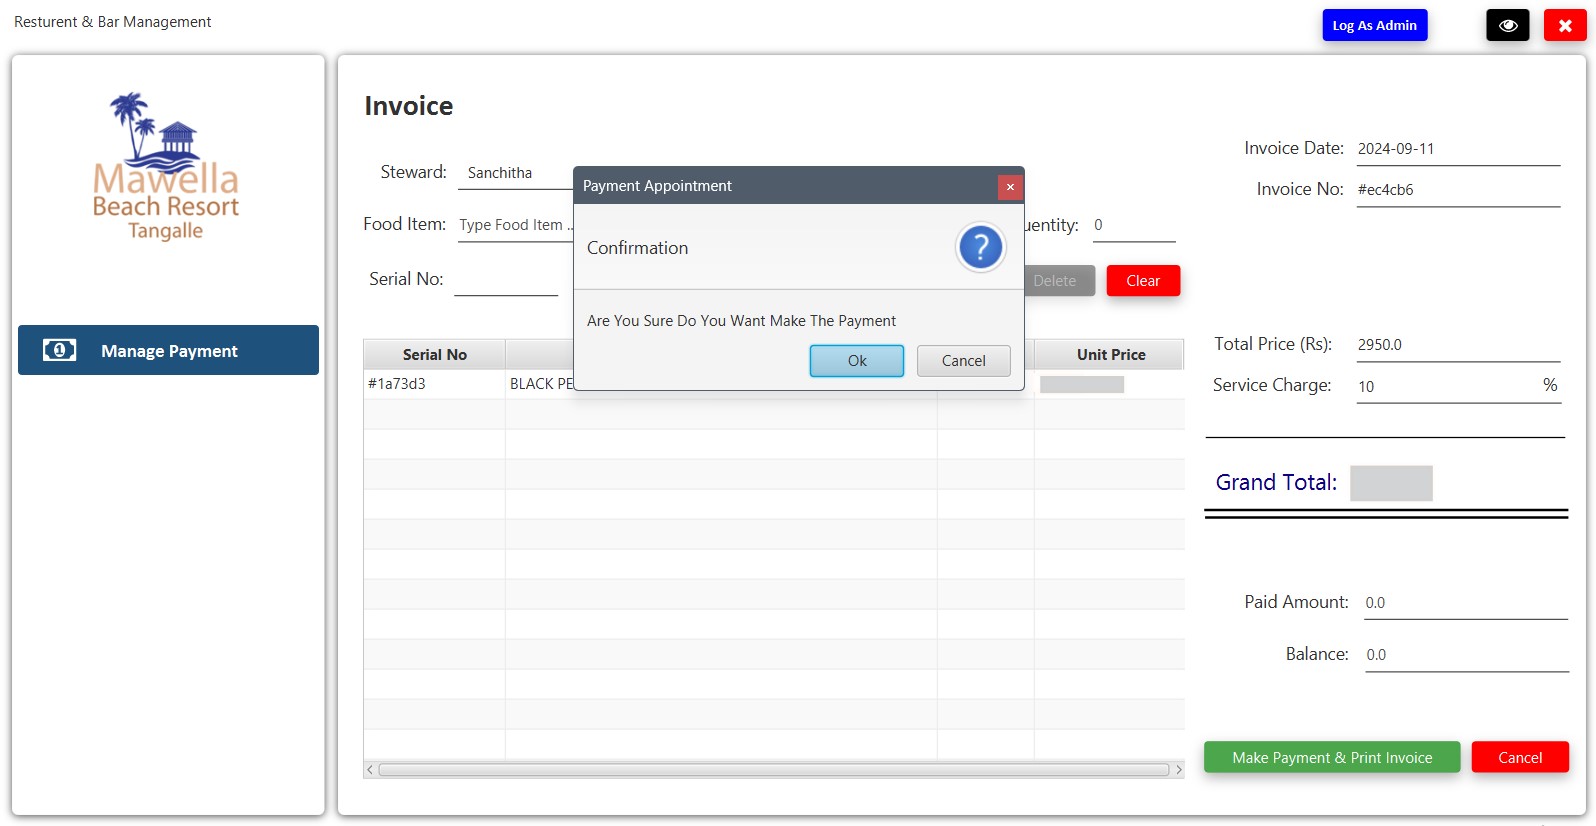 Resturent & Bar Management
Log As Admin
Mawella
Beach Resort
Tangalle
Manage Payment
Invoice
Steward: Sanchitha
Food Item: Type Food Item ..
uentity: 0
Serial No:
Delete
Clear
Payment Appointment
Confirmation
?
Are You Sure Do You Want Make The Payment
Ok
Cancel
Serial No
Unit Price
#1a73d3
BLACK PE
Invoice Date: 2024-09-11
Invoice No: #ec4cb6
Total Price (Rs): 2950.0
Service Charge: 10 %
Grand Total:
Paid Amount: 0.0
Balance: 0.0
Make Payment & Print Invoice
Cancel